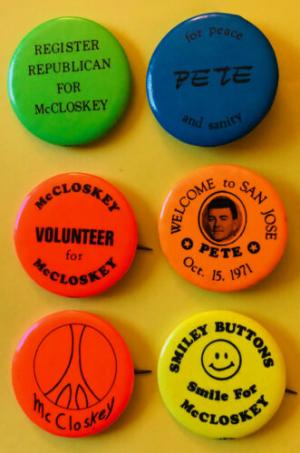 REGISTER
REPUBLICAN
FOR
McCLOSKEY
for peace
PETE
and sanity
McCLOSKEY
VOLUNTEER
for
McCLOSKEY
WELCOME to SAN JOSE
PETE
Oct. 15. 1971
McCloskey
SMILEY BUTTONS
Smile For
McCLOSKEY